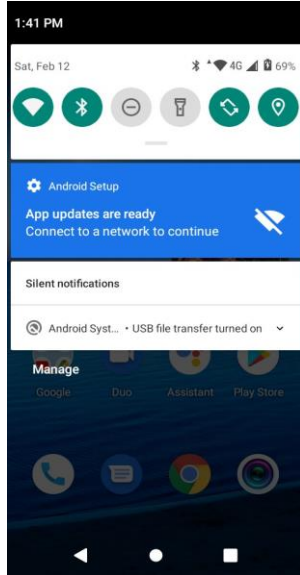 1:41 PM
Sat, Feb 12
4G
69%
Android Setup
App updates are ready
Connect to a network to continue
Silent notifications
Android Syst... • USB file transfer turned on
Manage
Google
Duo
Assistant
Play Store